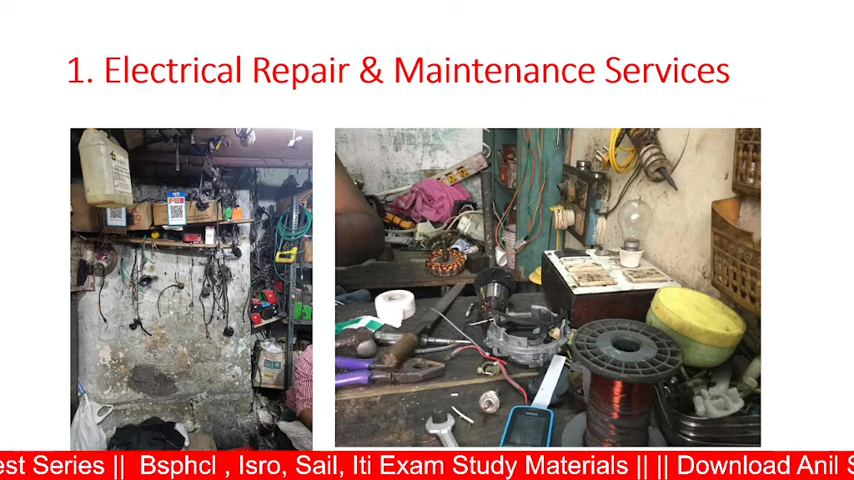 1. Electrical Repair & Maintenance Services
est Series || Bsphcl , Isro, Sail, Iti Exam Study Materials || || Download Anil S